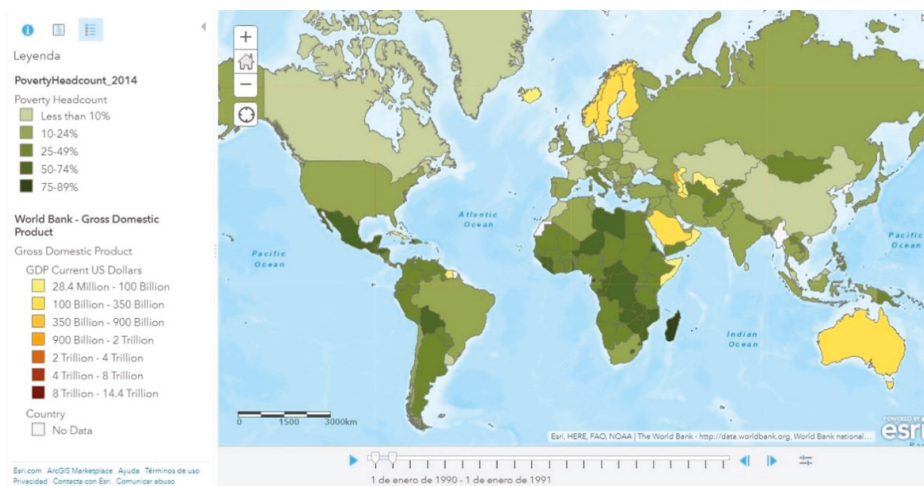 Leyenda
PovertyHeadcount_2014
Poverty Headcount
Less than 10%
10-24%
25-49%
50-74%
75-89%
World Bank - Gross Domestic
Product
Gross Domestic Product
GDP Current US Dollars
28.4 Million - 100 Billion
100 Billion - 350 Billion
350 Billion - 900 Billion
900 Billion - 2 Trillion
2 Trillion - 4 Trillion
4 Trillion - 8 Trillion
8 Trillion - 14.4 Trillion
Country
No Data
Esri.com ArcGIS Marketplace Ayuda Términos de uso
Privacidad Contacta con Esri Comunicar abuso
Atlantic
Ocean
Pacific
Ocean
Pacific
Ocean
Indian
Ocean
0 1500 3000km
Esri, HERE, FAO, NOAA | The World Bank - http://data.worldbank.org, World Bank national...
POWERED BY
esri
1 de enero de 1990 - 1 de enero de 1991